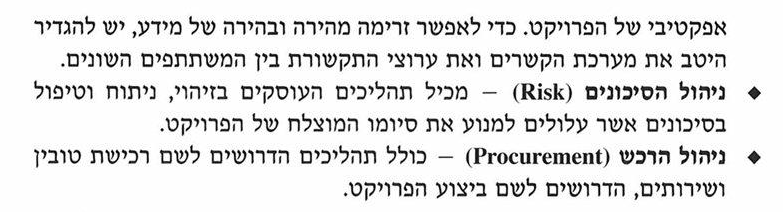 אפקטיבי של הפרויקט. כדי לאפשר זרימה מהירה ובהירה של מידע, יש להגדיר
היטב את מערכת הקשרים ואת ערוצי התקשורת בין המשתתפים השונים.
◆ ניהול הסיכונים (Risk) – מכיל תהליכים העוסקים בזיהוי, ניתוח וטיפול
בסיכונים אשר עלולים למנוע את סיומו המוצלח של הפרויקט.
◆ ניהול הרכש (Procurement) – כולל תהליכים הדרושים לשם רכישת טובין
ושירותים, הדרושים לשם ביצוע הפרויקט.